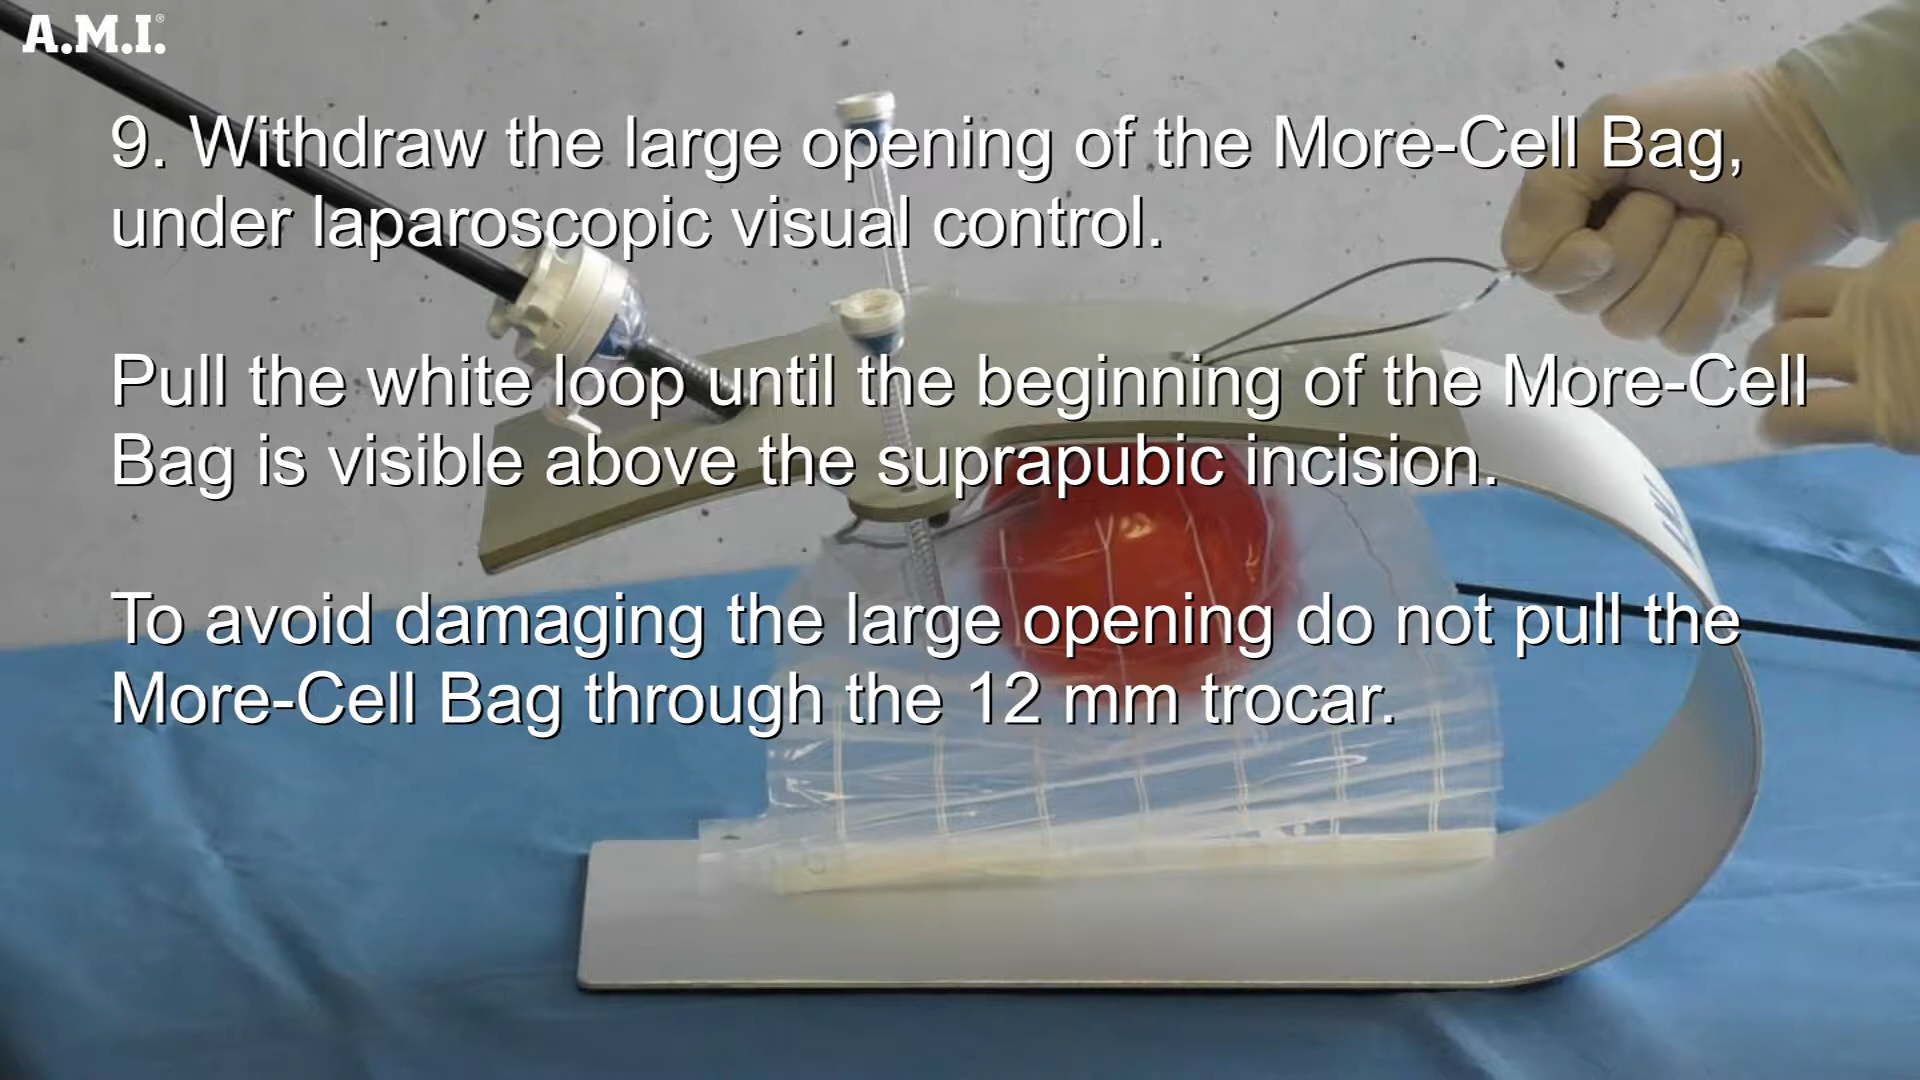 A.M.I.®
9. Withdraw the large opening of the More-Cell Bag,
under laparoscopic visual control.
Pull the white loop until the beginning of the More-Cell
Bag is visible above the suprapubic incision.
To avoid damaging the large opening do not pull the
More-Cell Bag through the 12 mm trocar.